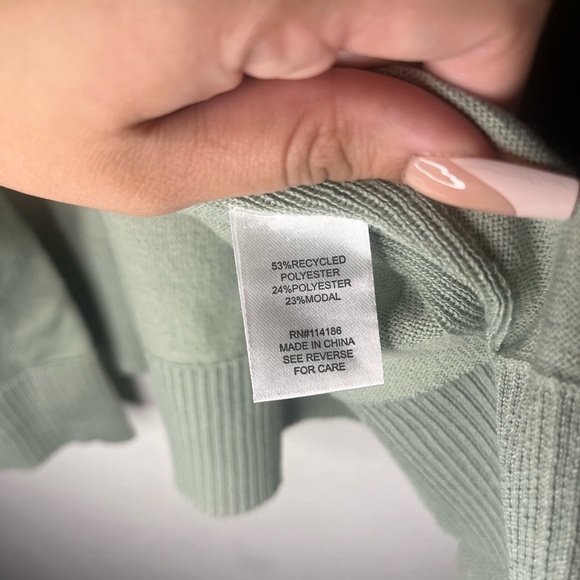 53%RECYCLED
POLYESTER
24%POLYESTER
23%MODAL
RN#114186
MADE IN CHINA
SEE REVERSE
FOR CARE